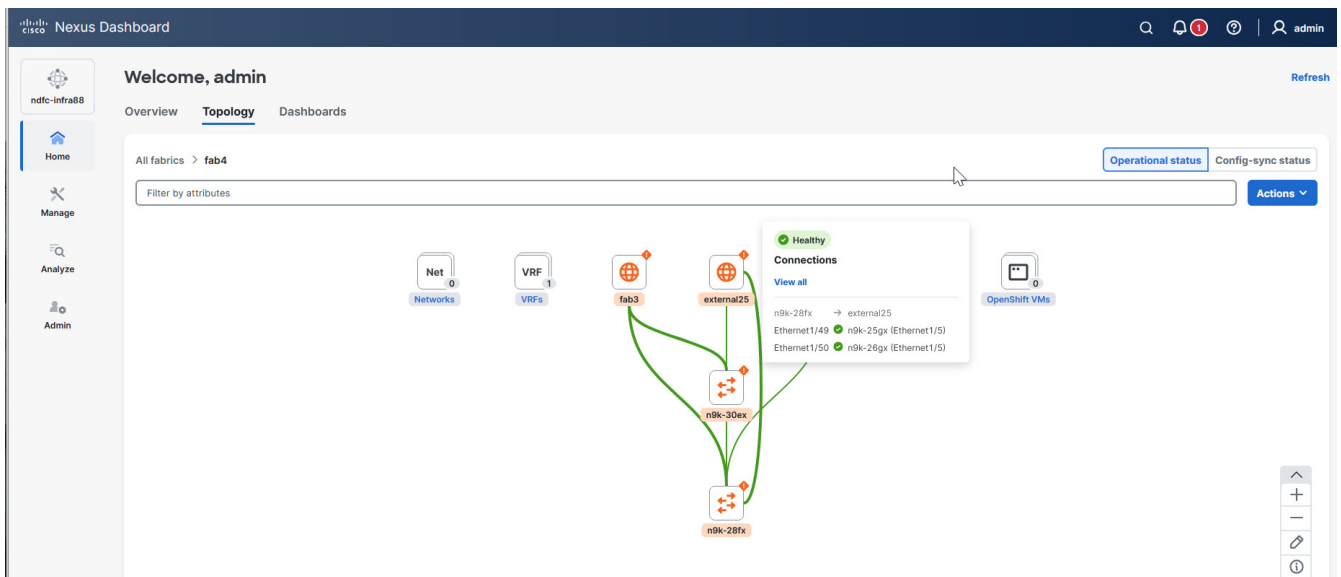 cisco Nexus Dashboard
1
admin
ndfc-infra88
Home
Manage
Analyze
Admin
Welcome, admin
Refresh
Overview Topology Dashboards
All fabrics > fab4
Operational status Config-sync status
Filter by attributes
Actions
Net
0
Networks
VRF
1
VRFs
fab3
external25
Healthy
Connections
View all
n9k-28fx → external25
Ethernet1/49 n9k-25gx (Ethernet1/5)
Ethernet1/50 n9k-26gx (Ethernet1/5)
0
OpenShift VMs
n9k-30ex
n9k-28fx